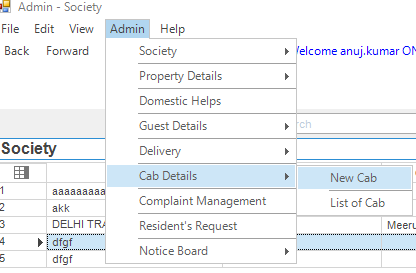 Admin - Society
File Edit View Admin Help
Back Forward
Welcome anuj.kumar ON
Society
Property Details
Domestic Helps
Guest Details
Delivery
Cab Details
Complaint Management
Resident's Request
Notice Board
New Cab
List of Cab
Society
1 aaaaaaaaa
2 akk
3 DELHI TRA Meeru
4 dfgf
5 dfgf